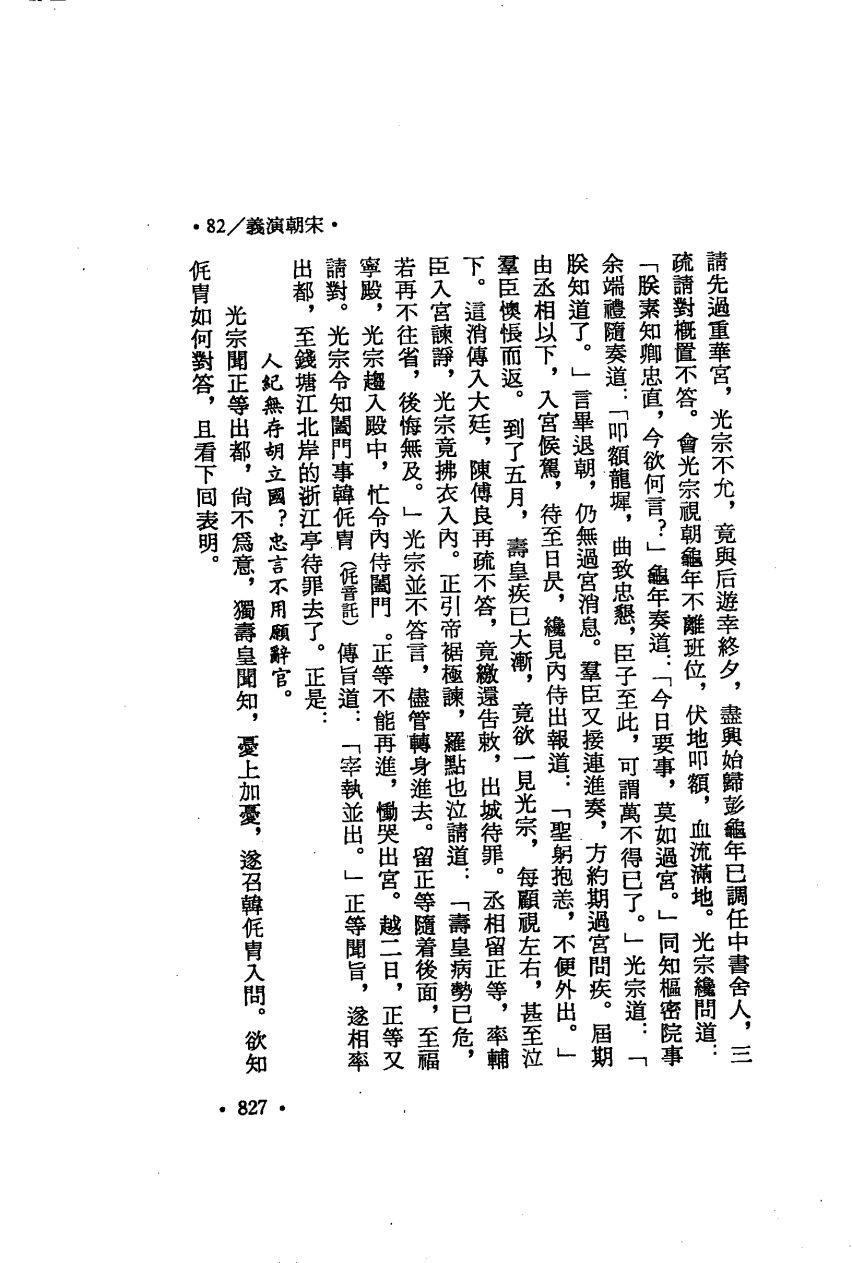 ·宋朝演義/82·
請先過重華宮，光宗不允，竟與后遊幸終夕，盡興始歸彭龜年已調任中書舍人，三
疏請對概置不答。會光宗視朝龜年不離班位，伏地叩額，血流滿地。光宗纔問道：
「朕素知卿忠直，今欲何言？」龜年奏道：「今日要事，莫如過宮。」同知樞密院事
余端禮隨奏道：「叩額龍墀，曲致忠懇，臣子至此，可謂萬不得已了。」光宗道：「
朕知道了。」言畢退朝，仍無過宮消息。羣臣又接連進奏，方約期過宮問疾。屆期
由丞相以下，入宮候駕，待至日昃，纔見內侍出報道：「聖躬抱恙，不便外出。」
羣臣懊悵而返。到了五月，壽皇疾已大漸，竟欲一見光宗，每顧視左右，甚至泣
下。這消傳入大廷，陳傅良再疏不答，竟繳還告敕，出城待罪。丞相留正等，率輔
臣入宮諫諍，光宗竟拂衣入內。正引帝裾極諫，羅點也泣請道：「壽皇病勢已危，
若再不往省，後悔無及。」光宗並不答言，儘管轉身進去。留正等隨着後面，至福
寧殿，光宗趨入殿中，忙令內侍闔門。正等不能再進，慟哭出宮。越二日，正等又
請對。光宗令知閤門事韓侂冑（侂音託）傳旨道：「宰執並出。」正等聞旨，遂相率
出都，至錢塘江北岸的浙江亭待罪去了。正是：
人紀無存胡立國？忠言不用願辭官。
光宗聞正等出都，尙不爲意，獨壽皇聞知，憂上加憂，遂召韓侂冑入問。欲知
侂冑如何對答，且看下回表明。
·827·